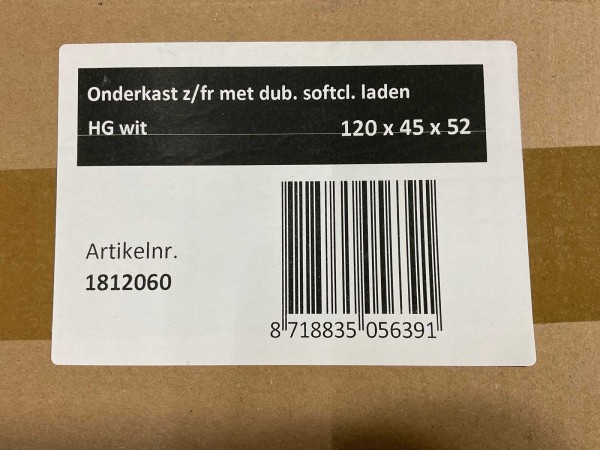 Onderkast z/fr met dub. softcl. laden
HG wit 120 x 45 x 52
Artikelnr.
1812060
8 718835 056391